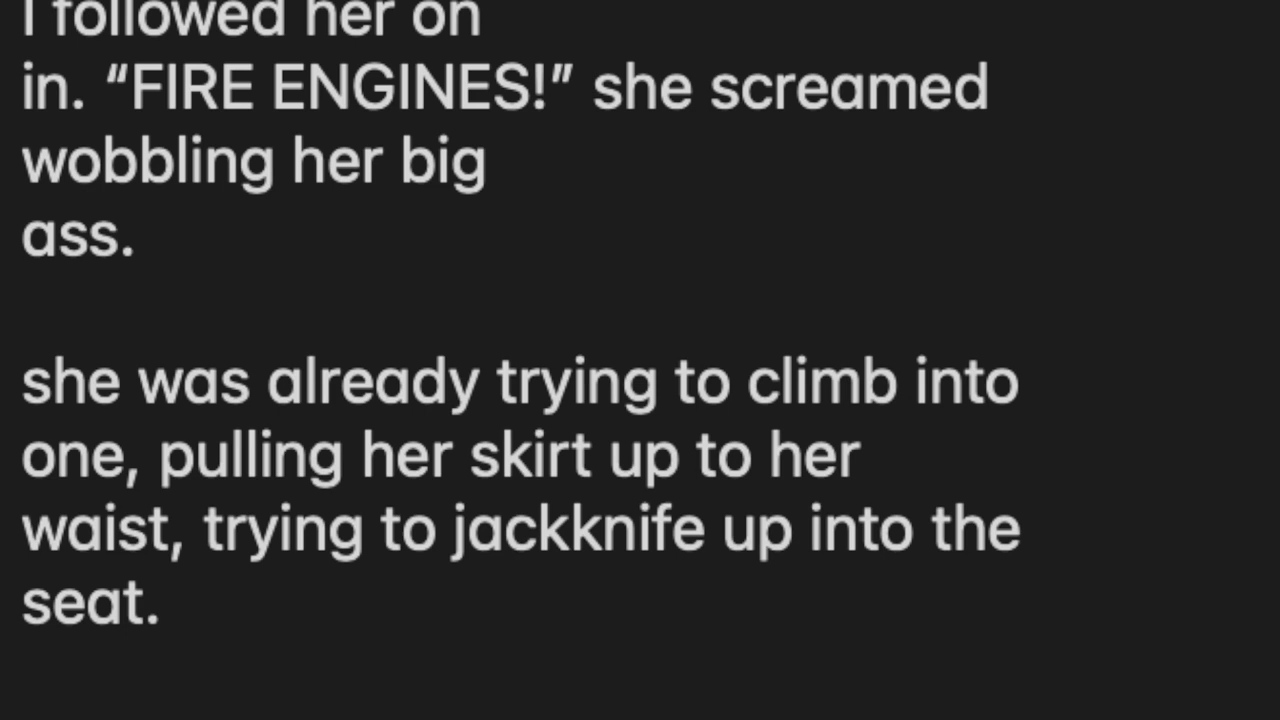 I followed her on
in. “FIRE ENGINES!” she screamed
wobbling her big
ass.
she was already trying to climb into
one, pulling her skirt up to her
waist, trying to jackknife up into the
seat.